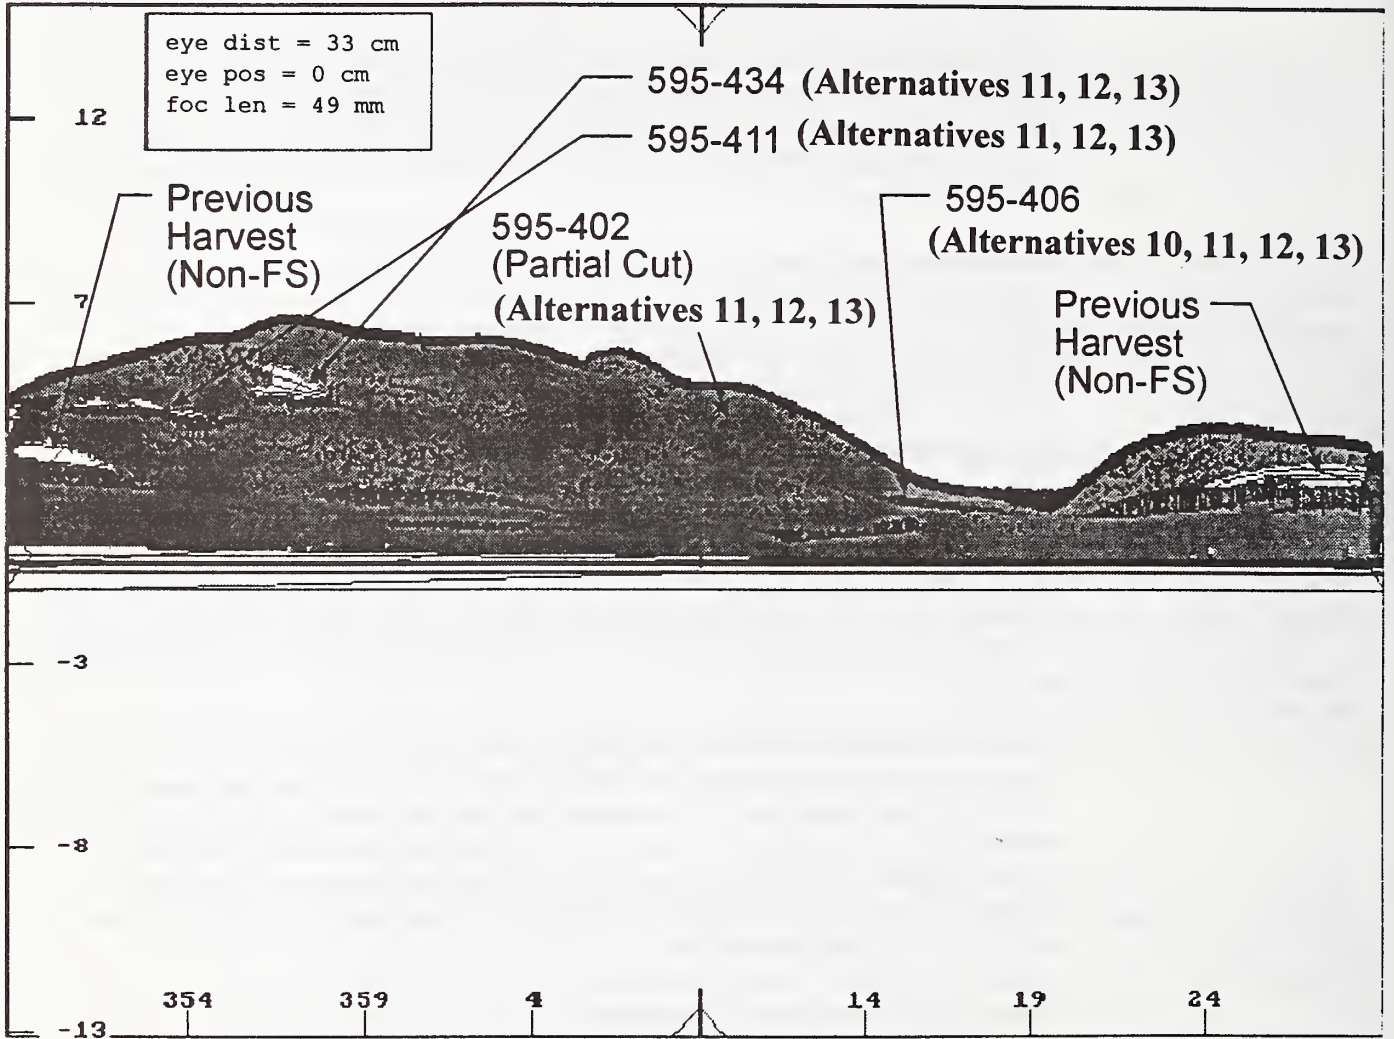 eye dist = 33 cm
eye pos = 0 cm
foc len = 49 mm
595-434 (Alternatives 11, 12, 13)
12
595-411 (Alternatives 11, 12, 13)
Previous
Harvest
(Non-FS)
595-402
(Partial Cut)
(Alternatives 11, 12, 13)
595-406
(Alternatives 10, 11, 12, 13)
7
Previous
Harvest
(Non-FS)
-3
-8
354
359
4
14
19
24
-13